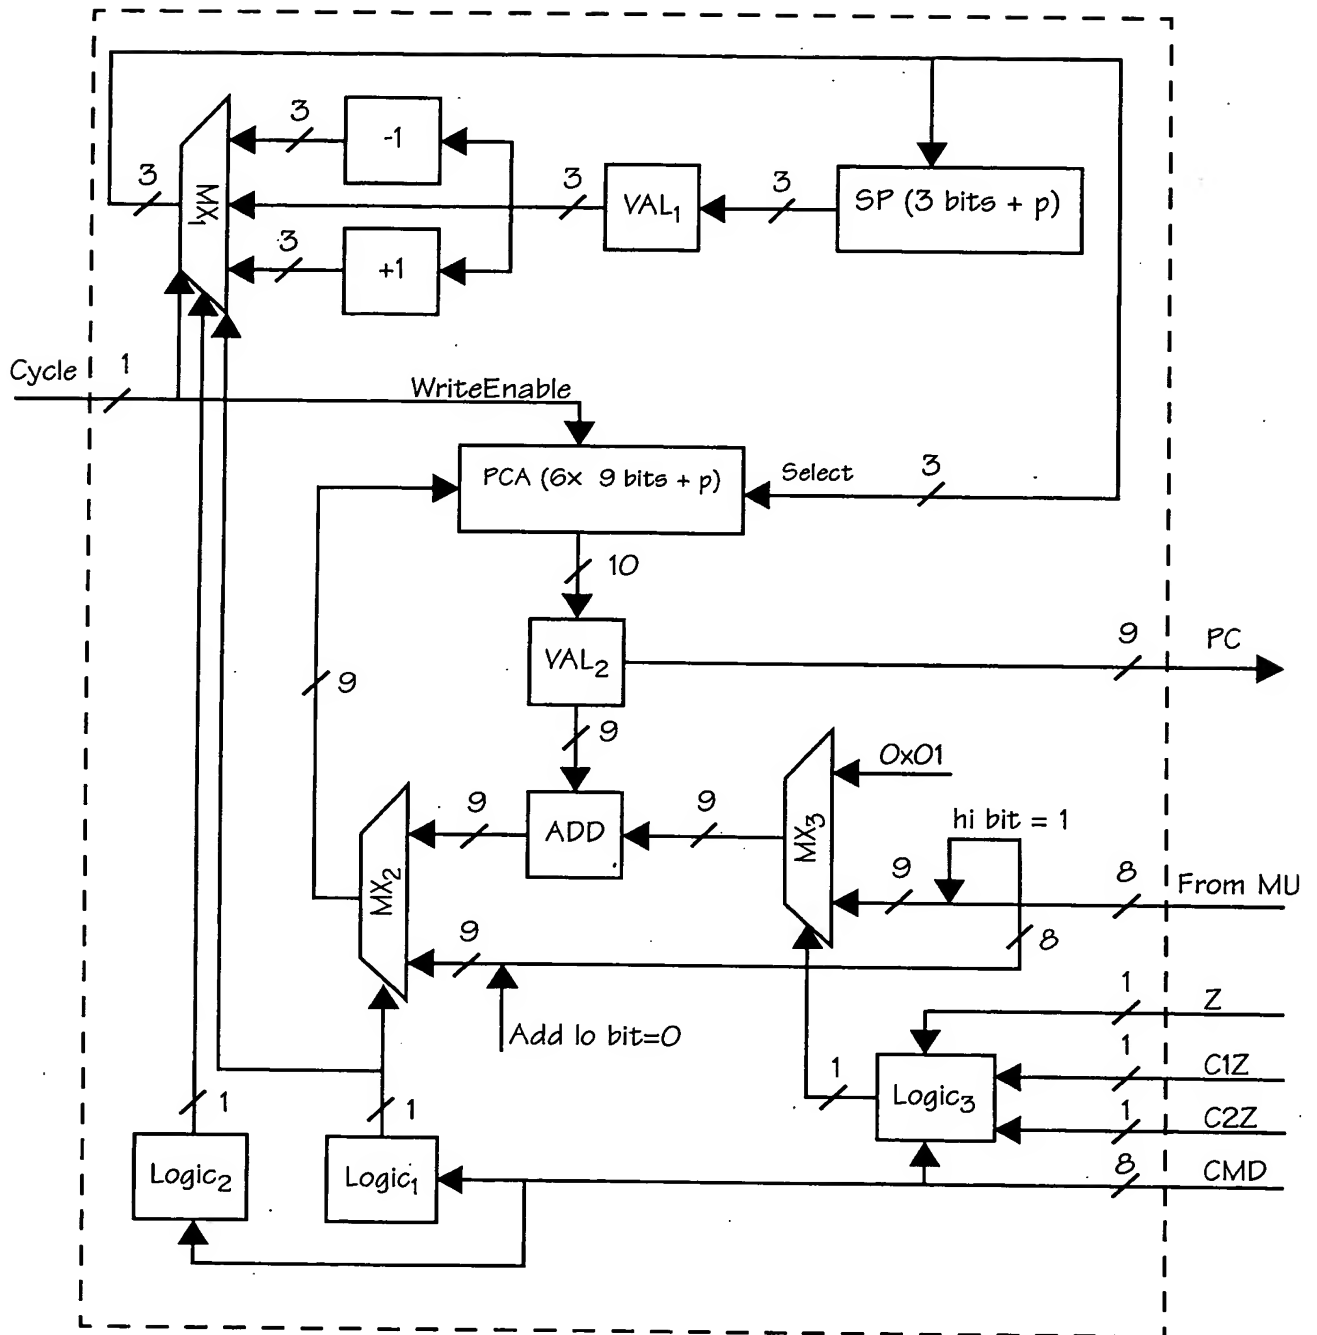 3
-1
3
MX1
3
VAL1
3
SP (3 bits + p)
3
+1
Cycle
1
WriteEnable
PCA (6x 9 bits + p)
Select
3
10
9
VAL2
9
PC
9
0x01
9
ADD
9
MX3
hi bit = 1
MX2
9
8
From MU
9
8
Add lo bit=0
1
Z
1
Logic3
1
C1Z
1
C2Z
1
1
Logic2
Logic1
8
CMD